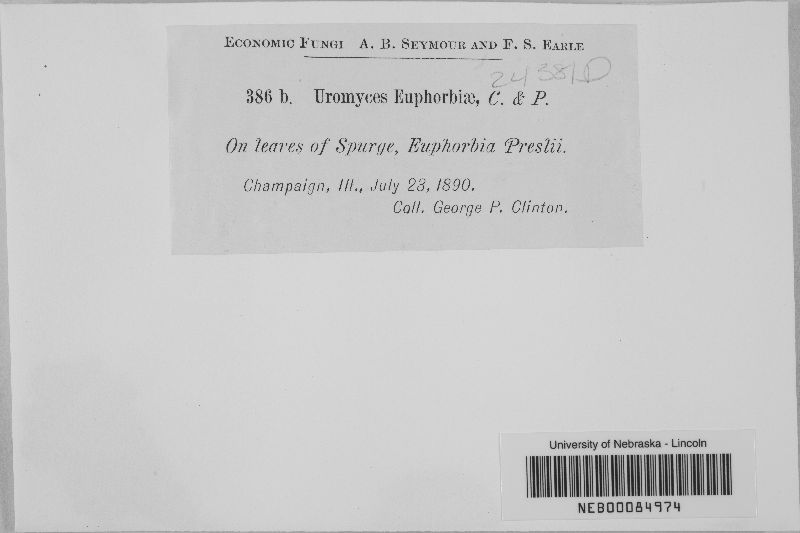 Economic Fungi A. B. Seymour and F. S. Earle
24381D
386 b. Uromyces Euphorbiæ, C. & P.
On leaves of Spurge, Euphorbia Preslii.
Champaign, Ill., July 23, 1890.
Coll. George P. Clinton.
University of Nebraska - Lincoln
NEB00084974